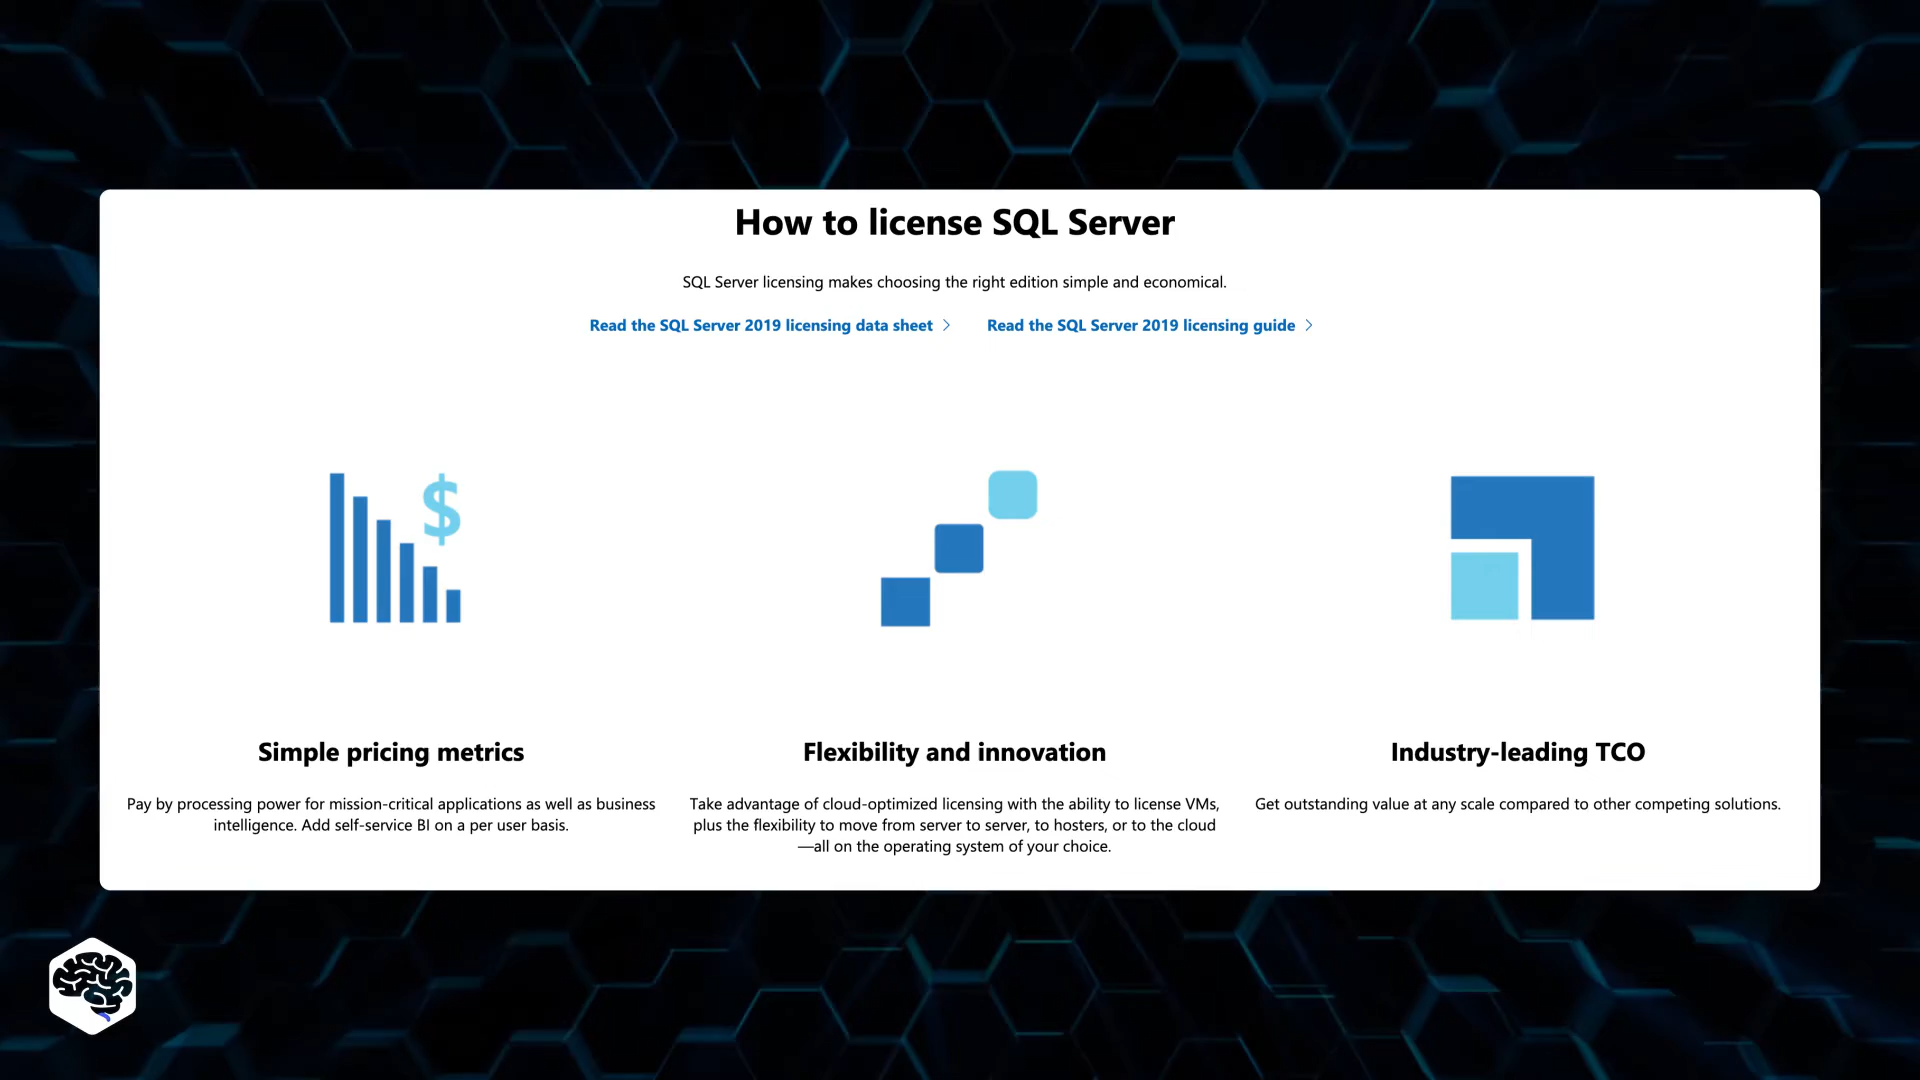 How to license SQL Server
SQL Server licensing makes choosing the right edition simple and economical.
Read the SQL Server 2019 licensing data sheet
Read the SQL Server 2019 licensing guide
$
Simple pricing metrics
Pay by processing power for mission-critical applications as well as business
intelligence. Add self-service BI on a per user basis.
Flexibility and innovation
Take advantage of cloud-optimized licensing with the ability to license VMs,
plus the flexibility to move from server to server, to hosters, or to the cloud
—all on the operating system of your choice.
Industry-leading TCO
Get outstanding value at any scale compared to other competing solutions.